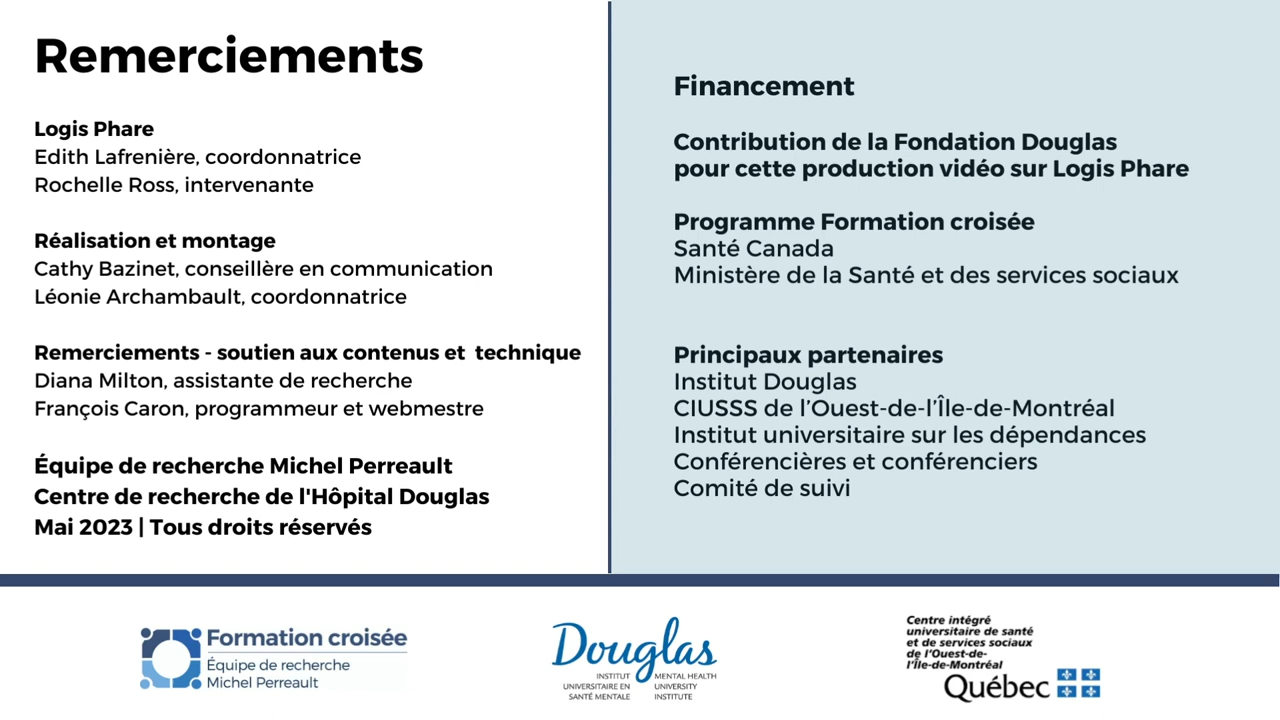 Remerciements
Logis Phare
Edith Lafrenière, coordonnatrice
Rochelle Ross, intervenante
Réalisation et montage
Cathy Bazinet, conseillère en communication
Léonie Archambault, coordonnatrice
Remerciements - soutien aux contenus et  technique
Diana Milton, assistante de recherche
François Caron, programmeur et webmestre
Équipe de recherche Michel Perreault
Centre de recherche de l'Hôpital Douglas
Mai 2023 | Tous droits réservés
Financement
Contribution de la Fondation Douglas
pour cette production vidéo sur Logis Phare
Programme Formation croisée
Santé Canada
Ministère de la Santé et des services sociaux
Principaux partenaires
Institut Douglas
CIUSSS de l’Ouest-de-l’Île-de-Montréal
Institut universitaire sur les dépendances
Conférencières et conférenciers
Comité de suivi
Formation croisée
Équipe de recherche
Michel Perreault
Douglas
INSTITUT
UNIVERSITAIRE EN
SANTÉ MENTALE
MENTAL HEALTH
UNIVERSITY
INSTITUTE
Centre intégré
universitaire de santé
et de services sociaux
de l’Ouest-de-
l’Île-de-Montréal
Québec